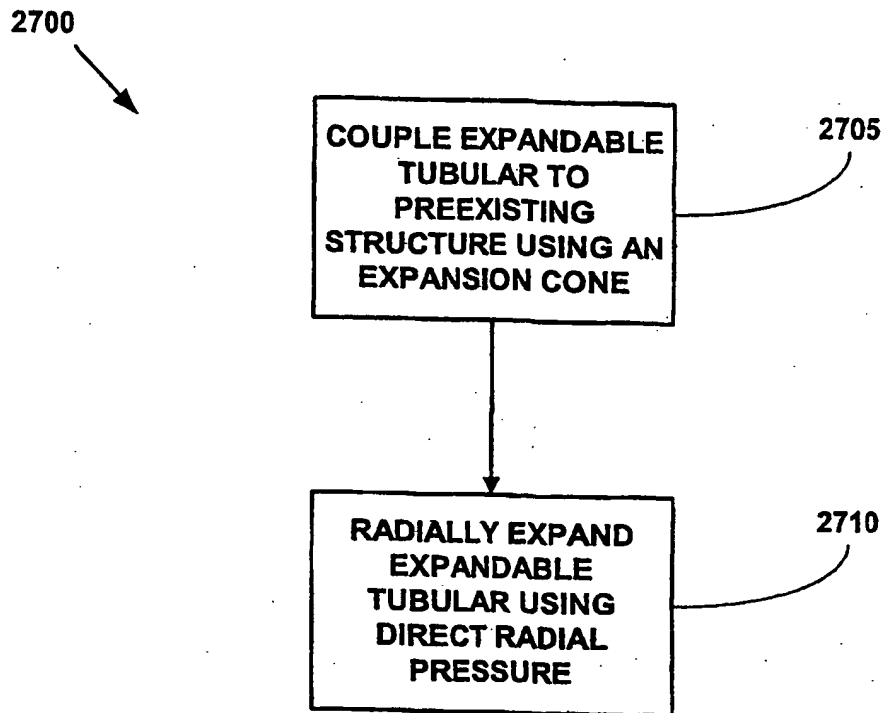 2700
COUPLE EXPANDABLE
TUBULAR TO
PREEXISTING
STRUCTURE USING AN
EXPANSION CONE
2705
RADIALLY EXPAND
EXPANDABLE
TUBULAR USING
DIRECT RADIAL
PRESSURE
2710